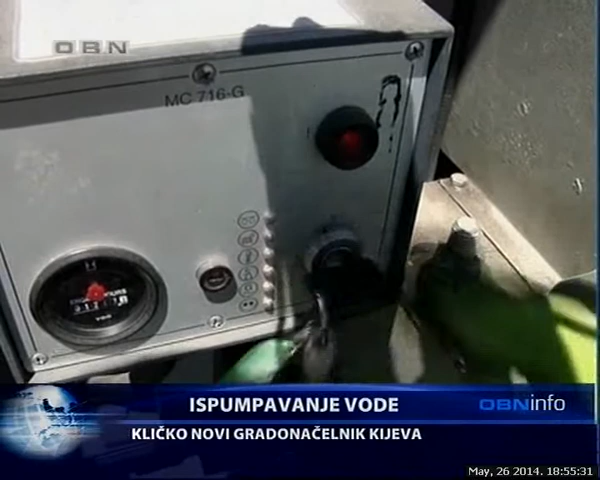 OBN
MC 716-G
ISPUMPAVANJE VODE
OBNinfo
KLIČKO NOVI GRADONAČELNIK KIJEVA
May, 26 2014. 18:55:31